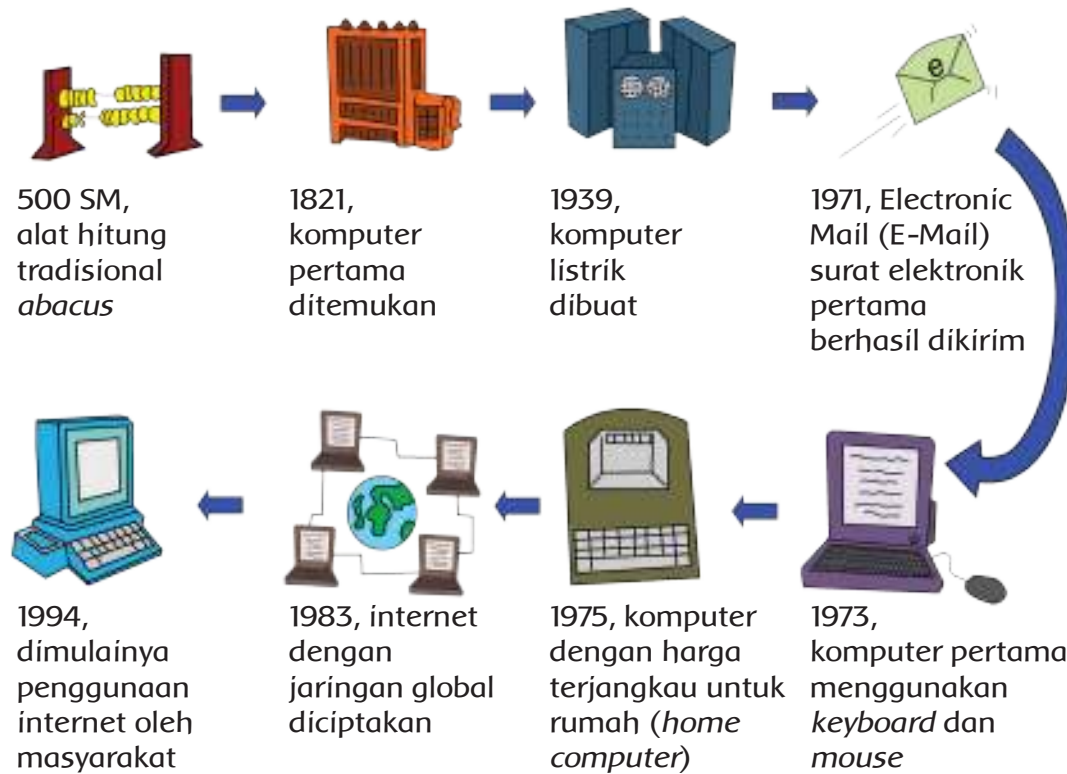 e
500 SM,
alat hitung
tradisional
abacus
1821,
komputer
pertama
ditemukan
1939,
komputer
listrik
dibuat
1971, Electronic
Mail (E-Mail)
surat elektronik
pertama
berhasil dikirim
1973,
komputer pertama
menggunakan
keyboard dan
mouse
1975, komputer
dengan harga
terjangkau untuk
rumah (home
computer)
1983, internet
dengan
jaringan global
diciptakan
1994,
dimulainya
penggunaan
internet oleh
masyarakat